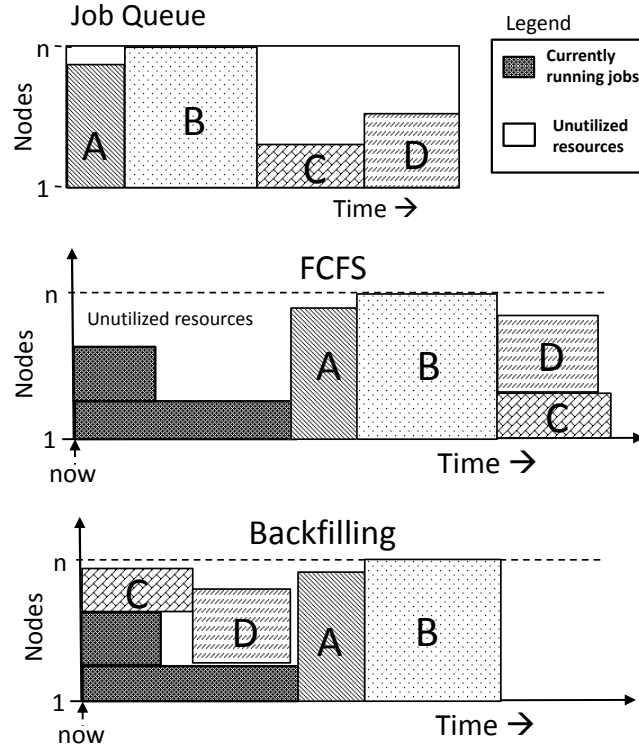 Job Queue
Legend
n
Currently
running jobs
Nodes
A
B
C
D
Unutilized
resources
1
Time →
FCFS
n
Unutilized resources
Nodes
A
B
D
C
1
now
Time →
Backfilling
n
C
Nodes
D
A
B
1
now
Time →